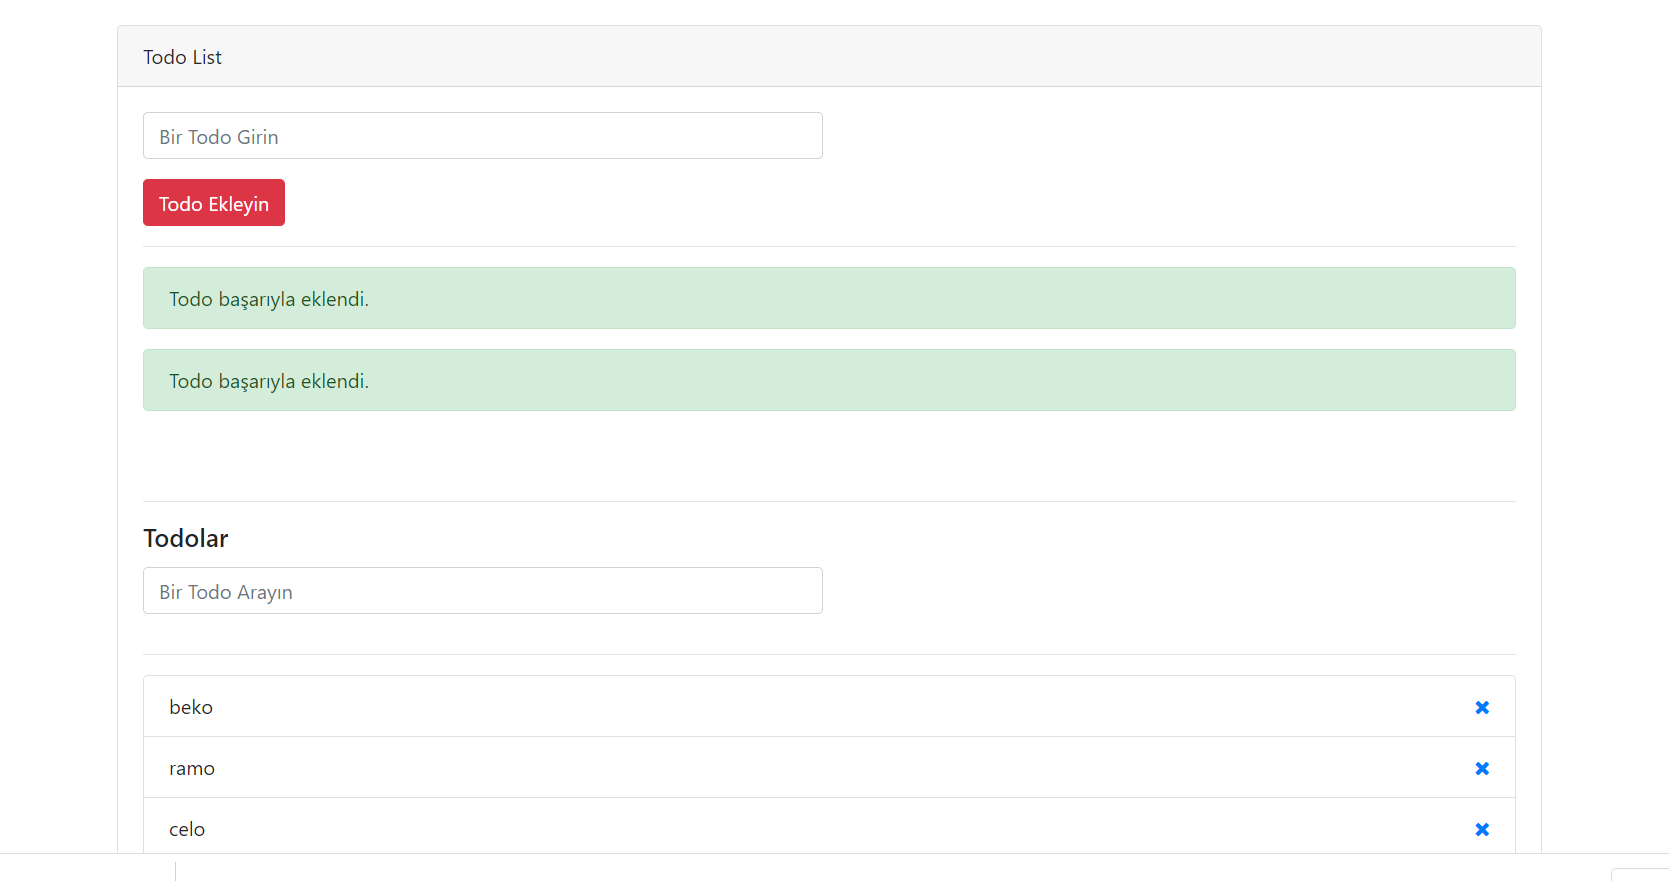 Todo List
Bir Todo Girin
Todo Ekleyin
Todo başarıyla eklendi.
Todo başarıyla eklendi.
Todolar
Bir Todo Arayın
beko
ramo
celo